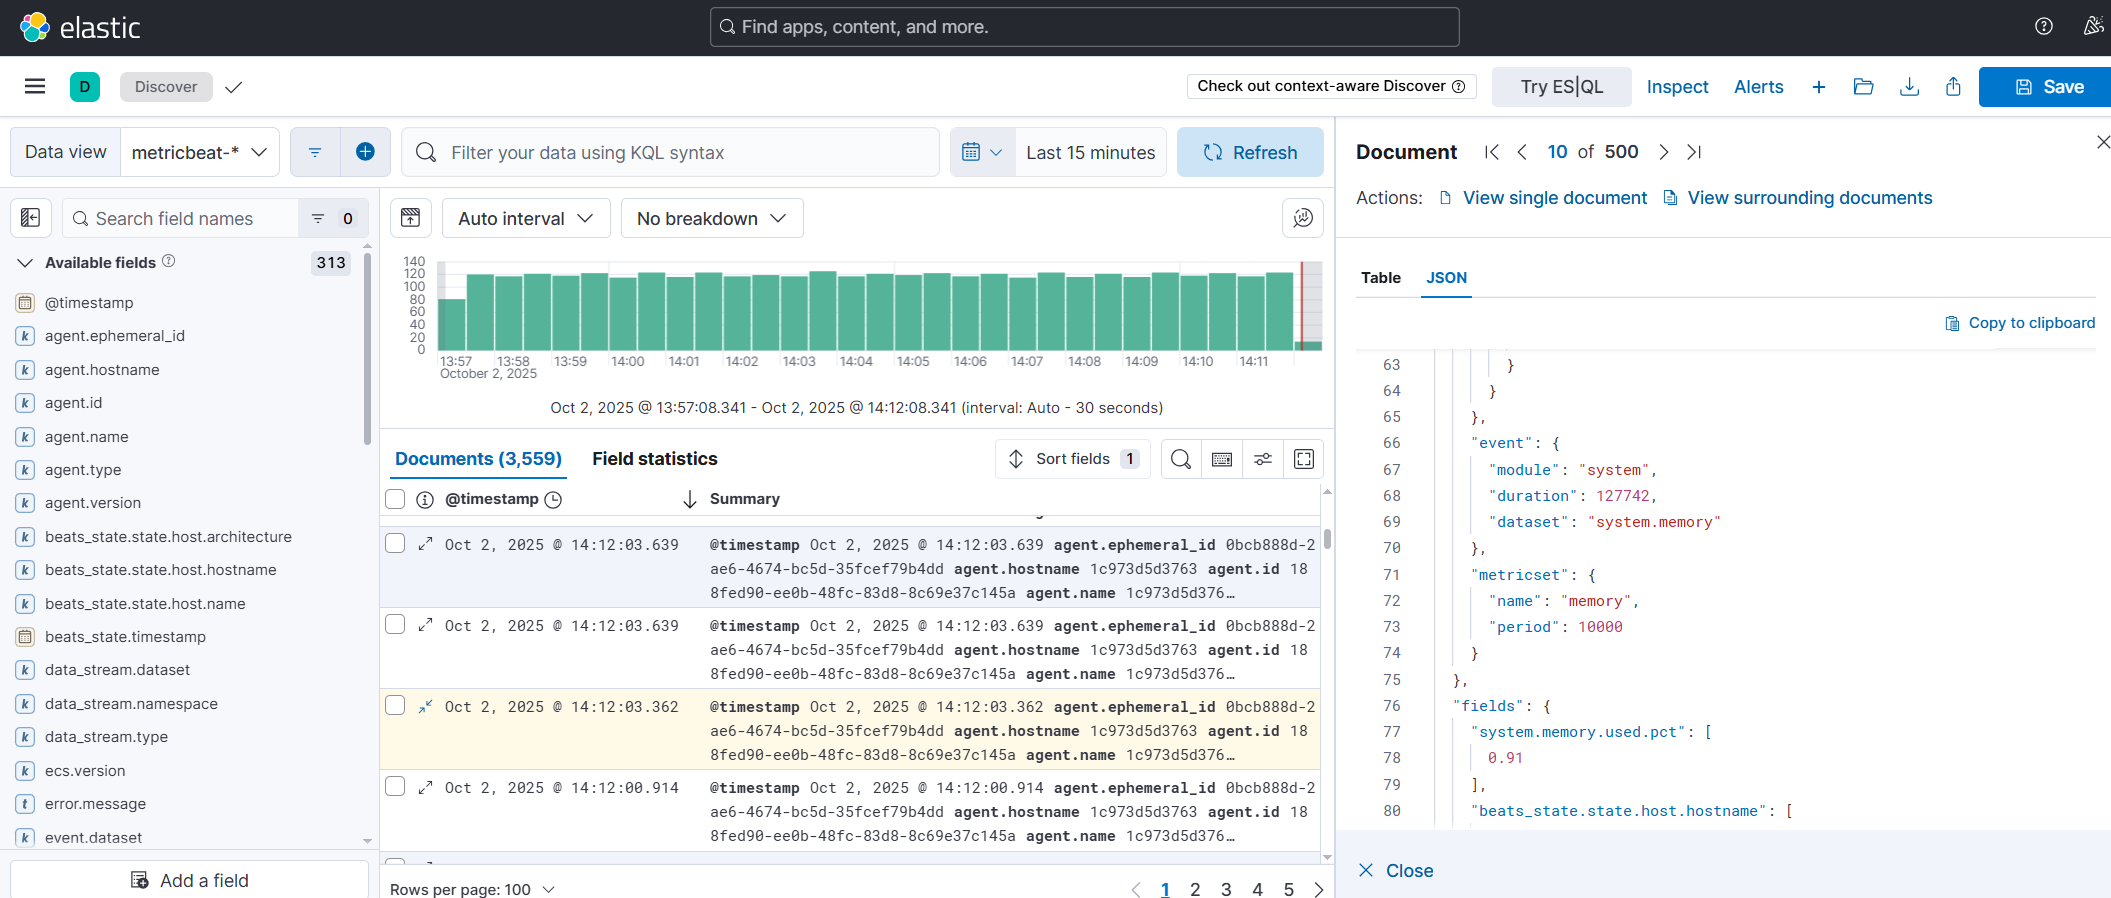 elastic
Find apps, content, and more.
D
Discover
Check out context-aware Discover
Try ES|QL
Inspect
Alerts
+
Save
Data view
metricbeat-*
Filter your data using KQL syntax
Last 15 minutes
Refresh
Search field names
0
Available fields
313
@timestamp
agent.ephemeral_id
agent.hostname
agent.id
agent.name
agent.type
agent.version
beats_state.state.host.architecture
beats_state.state.host.hostname
beats_state.state.host.name
beats_state.timestamp
data_stream.dataset
data_stream.namespace
data_stream.type
ecs.version
error.message
event.dataset
Add a field
Auto interval
No breakdown
140
120
100
80
60
40
20
0
13:57 13:58 13:59 14:00 14:01 14:02 14:03 14:04 14:05 14:06 14:07 14:08 14:09 14:10 14:11
October 2, 2025
Oct 2, 2025 @ 13:57:08.341 - Oct 2, 2025 @ 14:12:08.341 (interval: Auto - 30 seconds)
Documents (3,559)
Field statistics
Sort fields 1
@timestamp
Summary
Oct 2, 2025 @ 14:12:03.639
@timestamp Oct 2, 2025 @ 14:12:03.639 agent.ephemeral_id 0bcb888d-2
ae6-4674-bc5d-35fcef79b4dd agent.hostname 1c973d5d3763 agent.id 18
8fed90-ee0b-48fc-83d8-8c69e37c145a agent.name 1c973d5d376…
Oct 2, 2025 @ 14:12:03.639
@timestamp Oct 2, 2025 @ 14:12:03.639 agent.ephemeral_id 0bcb888d-2
ae6-4674-bc5d-35fcef79b4dd agent.hostname 1c973d5d3763 agent.id 18
8fed90-ee0b-48fc-83d8-8c69e37c145a agent.name 1c973d5d376…
Oct 2, 2025 @ 14:12:03.362
@timestamp Oct 2, 2025 @ 14:12:03.362 agent.ephemeral_id 0bcb888d-2
ae6-4674-bc5d-35fcef79b4dd agent.hostname 1c973d5d3763 agent.id 18
8fed90-ee0b-48fc-83d8-8c69e37c145a agent.name 1c973d5d376…
Oct 2, 2025 @ 14:12:00.914
@timestamp Oct 2, 2025 @ 14:12:00.914 agent.ephemeral_id 0bcb888d-2
ae6-4674-bc5d-35fcef79b4dd agent.hostname 1c973d5d3763 agent.id 18
8fed90-ee0b-48fc-83d8-8c69e37c145a agent.name 1c973d5d376…
Rows per page: 100
1 2 3 4 5
Document
10 of 500
Actions:
View single document
View surrounding documents
Table
JSON
Copy to clipboard
63 }
64 }
65 },
66 "event": {
67 "module": "system",
68 "duration": 127742,
69 "dataset": "system.memory"
70 },
71 "metricset": {
72 "name": "memory",
73 "period": 10000
74 }
75 },
76 "fields": {
77 "system.memory.used.pct": [
78 0.91
79 ],
80 "beats_state.state.host.hostname": [
Close